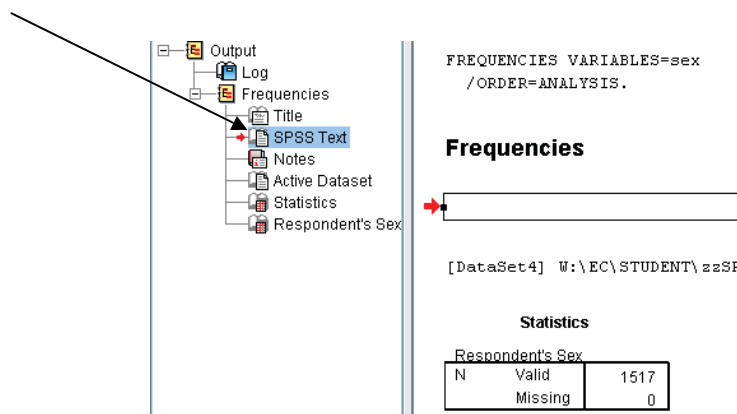 Output
Log
Frequencies
Title
SPSS Text
Notes
Active Dataset
Statistics
Respondent's Sex
FREQUENCIES VARIABLES=sex
/ORDER=ANALYSIS.
Frequencies
[DataSet4] W:\EC\STUDENT\zzSP
Statistics
Respondent's Sex
N Valid 1517
Missing 0